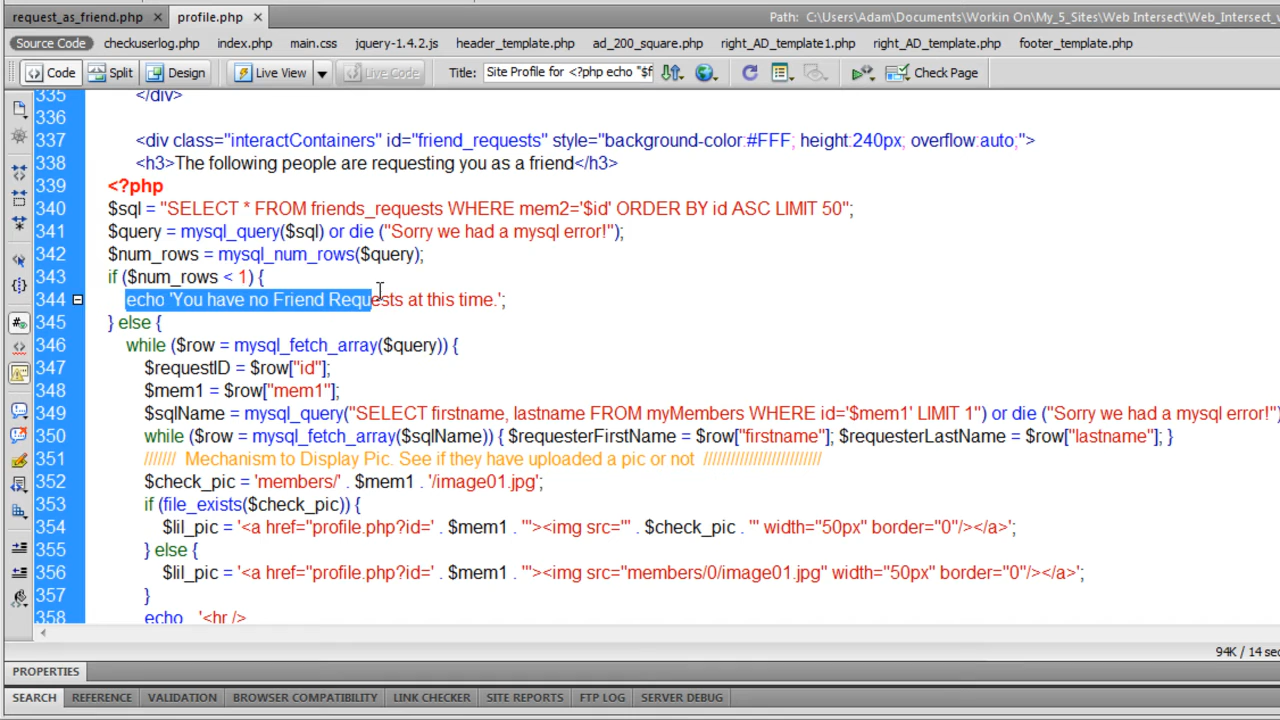 request_as_friend.php × profile.php × Path: C:\Users\Adam\Documents\Workin On\My_5_Sites\Web Intersect\Web_Intersect_
Source Code checkuserlog.php index.php main.css jquery-1.4.2.js header_template.php ad_200_square.php right_AD_template1.php right_AD_template.php footer_template.php
Code Split Design Live View Live Code Title: Site Profile for <?php echo "$f Check Page
335 </div>
336
337 <div class="interactContainers" id="friend_requests" style="background-color:#FFF; height:240px; overflow:auto;">
338 <h3>The following people are requesting you as a friend</h3>
339 <?php
340 $sql = "SELECT * FROM friends_requests WHERE mem2='$id' ORDER BY id ASC LIMIT 50";
341 $query = mysql_query($sql) or die ("Sorry we had a mysql error!");
342 $num_rows = mysql_num_rows($query);
343 if ($num_rows < 1) {
344 echo 'You have no Friend Requests at this time.';
345 } else {
346 while ($row = mysql_fetch_array($query)) {
347 $requestID = $row["id"];
348 $mem1 = $row["mem1"];
349 $sqlName = mysql_query("SELECT firstname, lastname FROM myMembers WHERE id='$mem1' LIMIT 1") or die ("Sorry we had a mysql error!")
350 while ($row = mysql_fetch_array($sqlName)) { $requesterFirstName = $row["firstname"]; $requesterLastName = $row["lastname"]; }
351 /////// Mechanism to Display Pic. See if they have uploaded a pic or not //////////////////////////
352 $check_pic = 'members/' . $mem1 . '/image01.jpg';
353 if (file_exists($check_pic)) {
354 $lil_pic = '<a href="profile.php?id=' . $mem1 . '"><img src="' . $check_pic . '" width="50px" border="0"/></a>';
355 } else {
356 $lil_pic = '<a href="profile.php?id=' . $mem1 . '"><img src="members/0/image01.jpg" width="50px" border="0"/></a>';
357 }
358 echo '<hr />
94K / 14 sec
PROPERTIES
SEARCH REFERENCE VALIDATION BROWSER COMPATIBILITY LINK CHECKER SITE REPORTS FTP LOG SERVER DEBUG